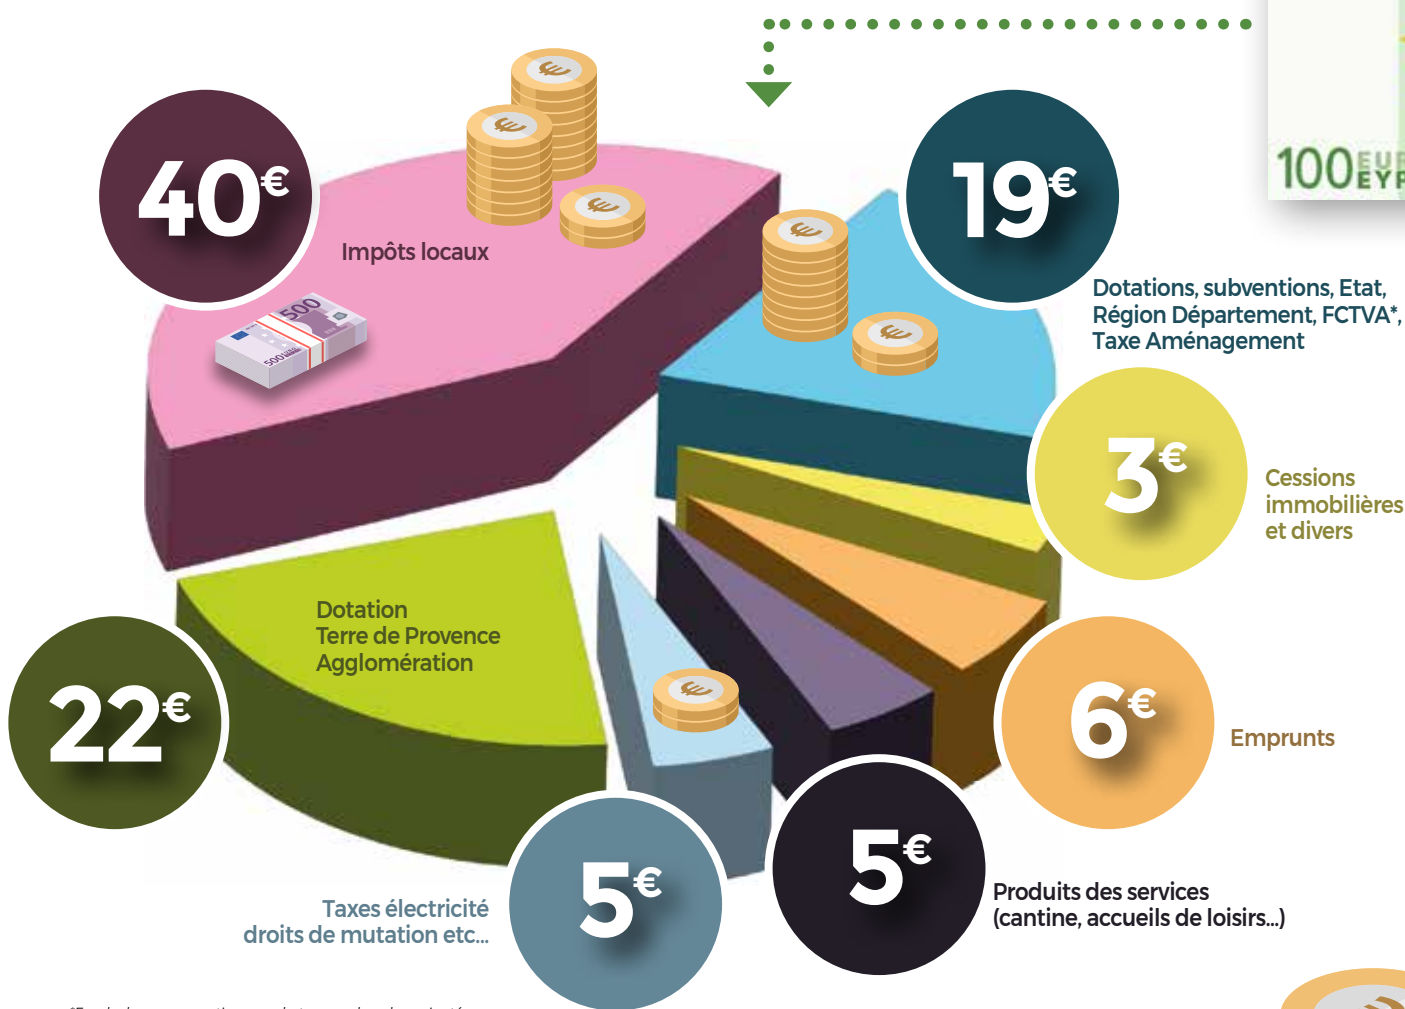 40€
Impôts locaux
19€
100 EUR
Dotations, subventions, Etat,
Région Département, FCTVA*,
Taxe Aménagement
500
500
3€
Cessions
immobilières
et divers
Dotation
Terre de Provence
Agglomération
22€
6€
Emprunts
5€
Taxes électricité
droits de mutation etc...
5€
Produits des services
(cantine, accueils de loisirs...)